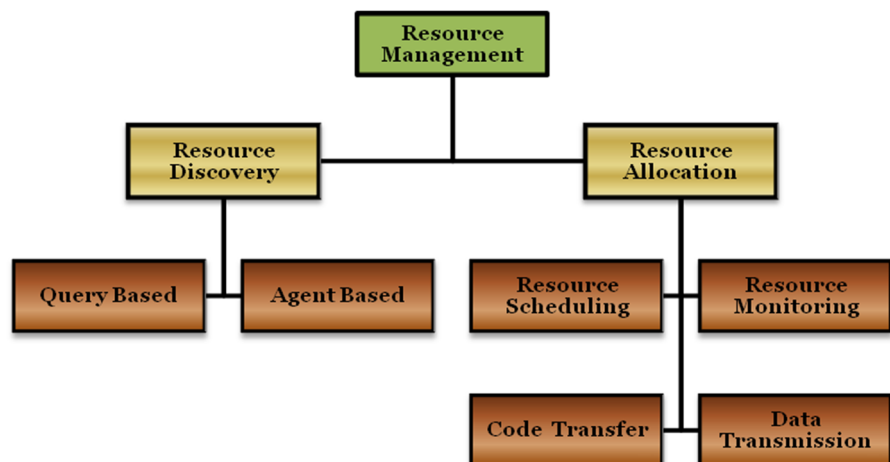 Resource
Management
Resource
Discovery
Resource
Allocation
Query Based
Agent Based
Resource
Scheduling
Resource
Monitoring
Code Transfer
Data
Transmission